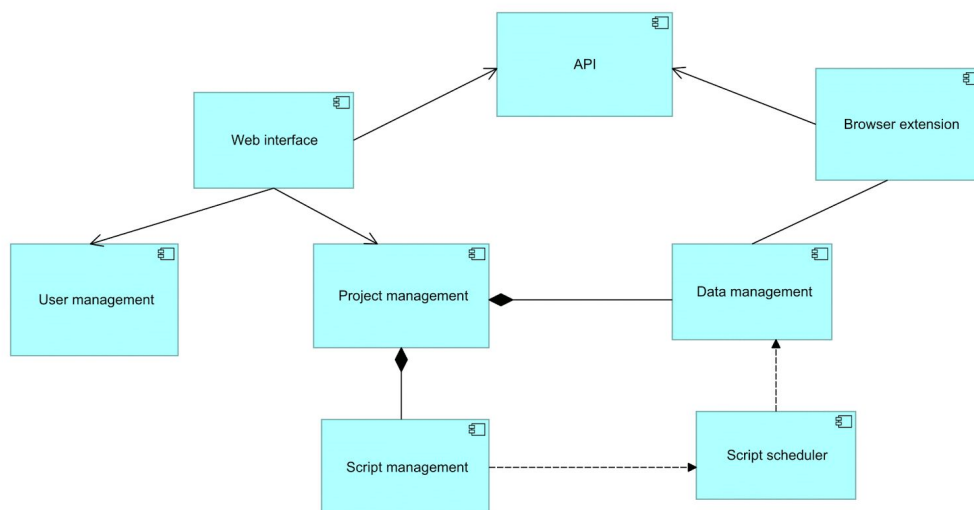 API
Web interface
Browser extension
User management
Project management
Data management
Script management
Script scheduler